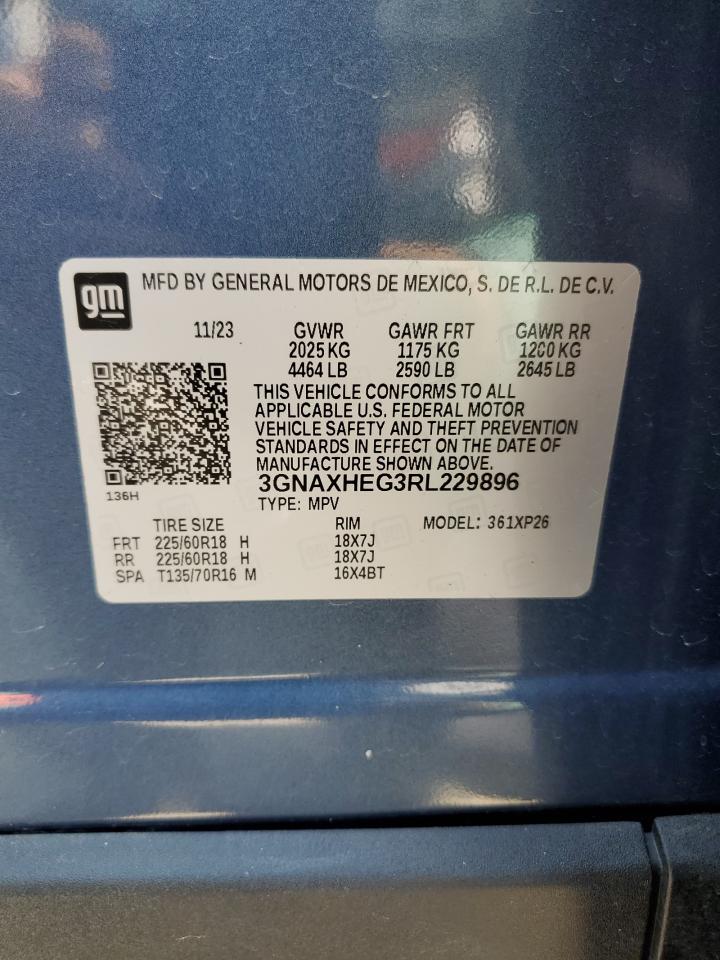 gm
MFD BY GENERAL MOTORS DE MEXICO, S. DE R.L. DE C.V.
11/23 GVWR GAWR FRT GAWR RR
2025 KG 1175 KG 1200 KG
4464 LB 2590 LB 2645 LB
THIS VEHICLE CONFORMS TO ALL
APPLICABLE U.S. FEDERAL MOTOR
VEHICLE SAFETY AND THEFT PREVENTION
STANDARDS IN EFFECT ON THE DATE OF
MANUFACTURE SHOWN ABOVE.
136H
3GNAXHEG3RL229896
TYPE: MPV
TIRE SIZE RIM MODEL: 361XP26
FRT 225/60R18 H 18X7J
RR 225/60R18 H 18X7J
SPA T135/70R16 M 16X4BT